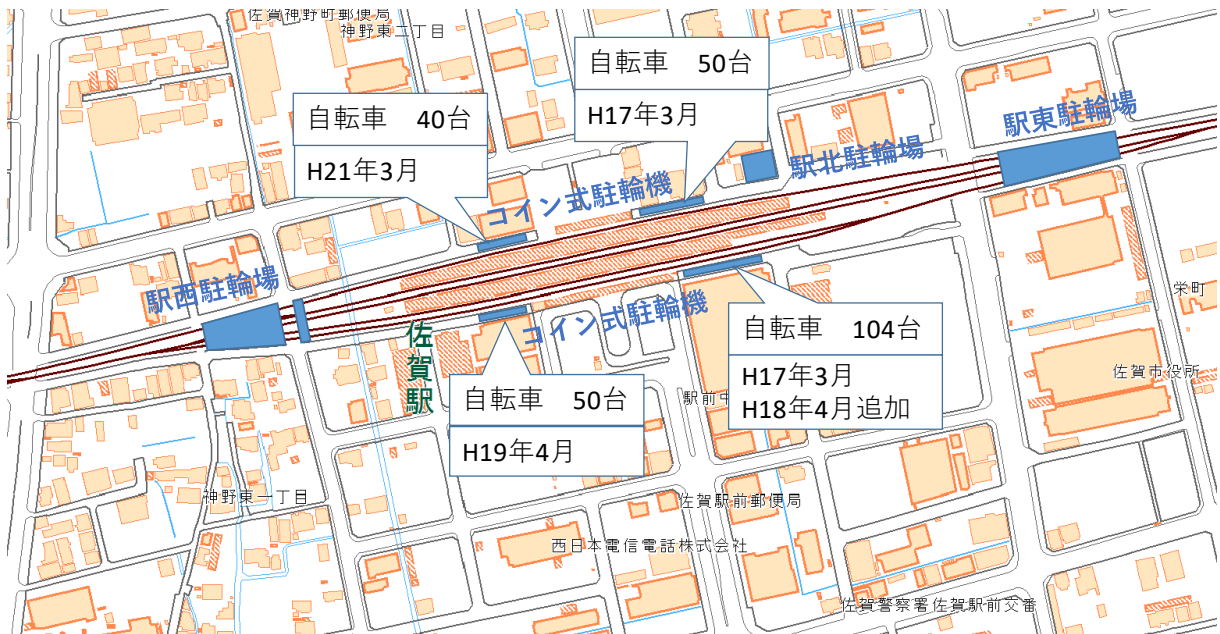 佐賀神野町郵便局
神野東二丁目
自転車　50台
H17年3月
自転車　40台
H21年3月
駅東駐輪場
駅北駐輪場
コイン式駐輪機
駅西駐輪場
佐賀駅
コイン式駐輪機
栄町
自転車　104台
H17年3月
H18年4月追加
佐賀市役所
自転車　50台
H19年4月
駅前中
神野東一丁目
佐賀駅前郵便局
西日本電信電話株式会社
佐賀警察署佐賀駅前交番